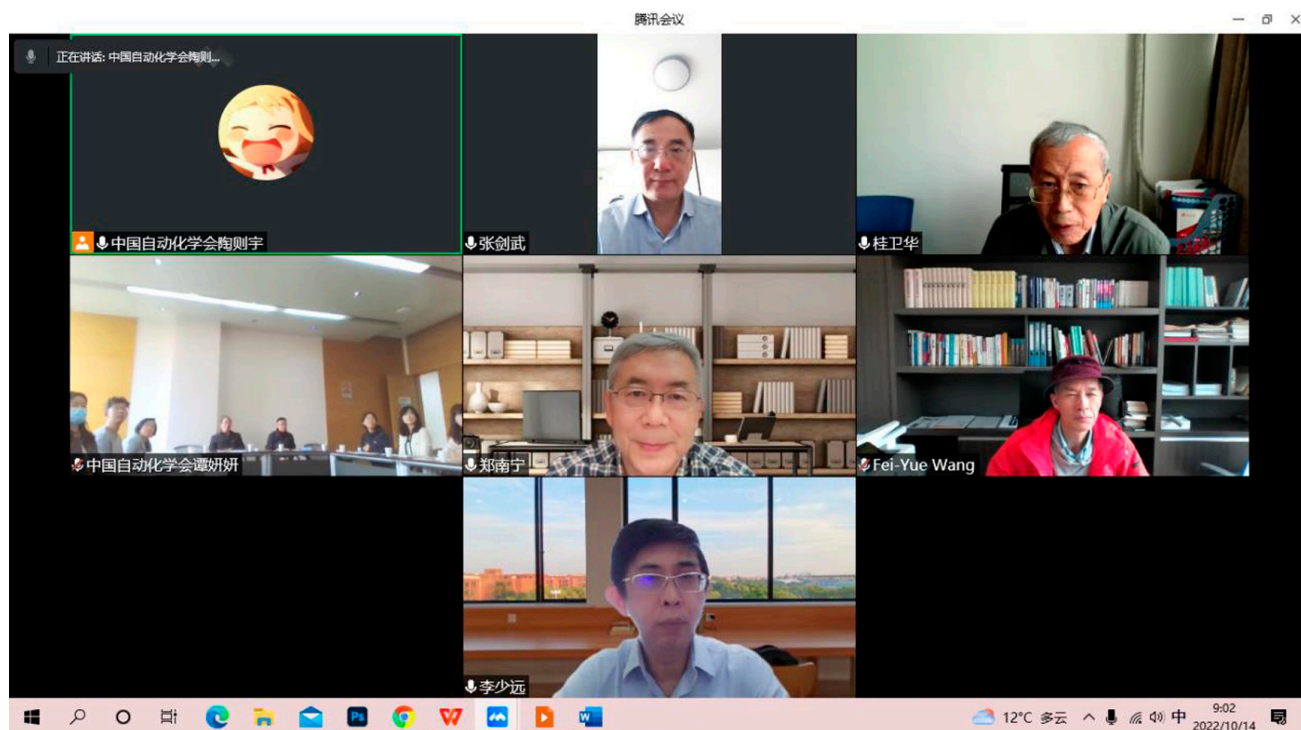 腾讯会议
正在讲话: 中国自动化学会陶则...
中国自动化学会陶则宇
张剑武
桂卫华
中国自动化学会谭妍妍
郑南宁
Fei-Yue Wang
李少远
Ps
W
12°C 多云
中
9:02
2022/10/14